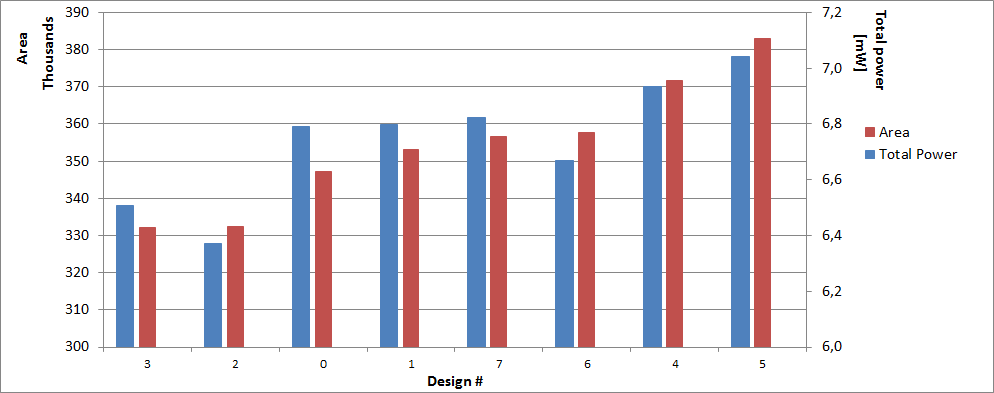 Area
Thousands
390
380
370
360
350
340
330
320
310
300
7,2
7,0
6,8
6,6
6,4
6,2
6,0
Total power
[mW]
Area
Total Power
3 2 0 1 7 6 4 5
Design #